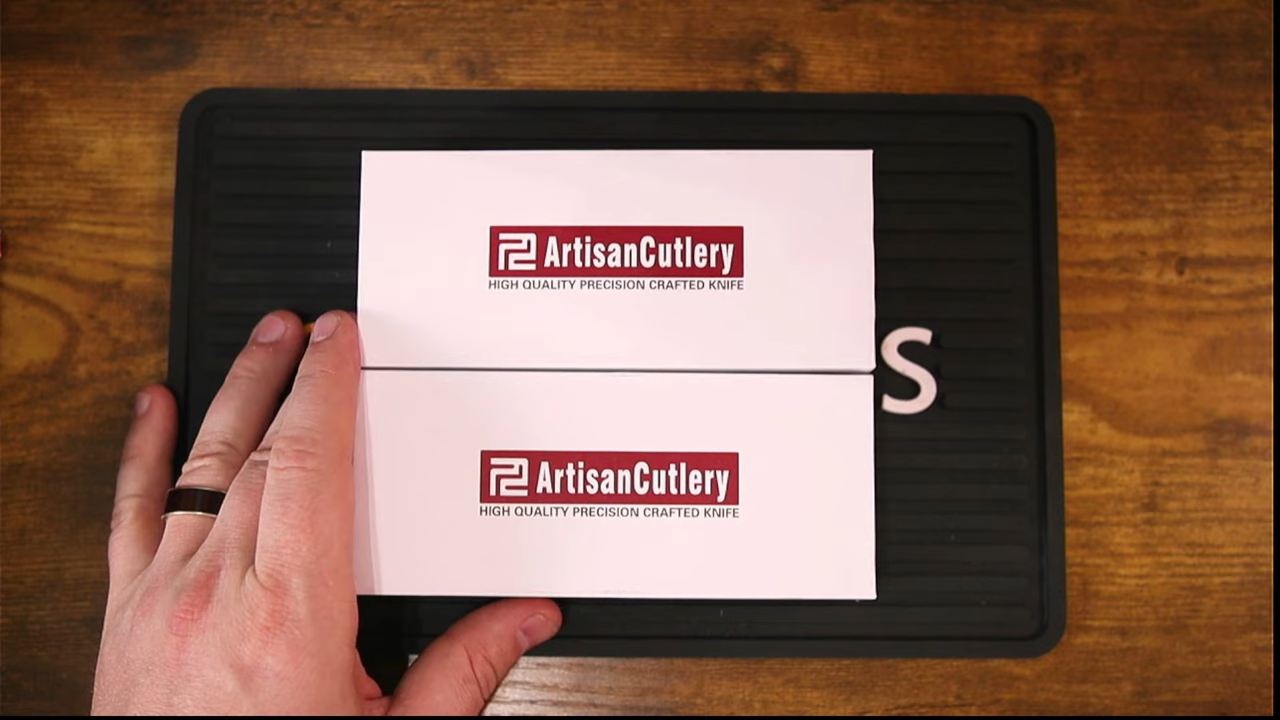 ArtisanCutlery
HIGH QUALITY PRECISION CRAFTED KNIFE
S
ArtisanCutlery
HIGH QUALITY PRECISION CRAFTED KNIFE